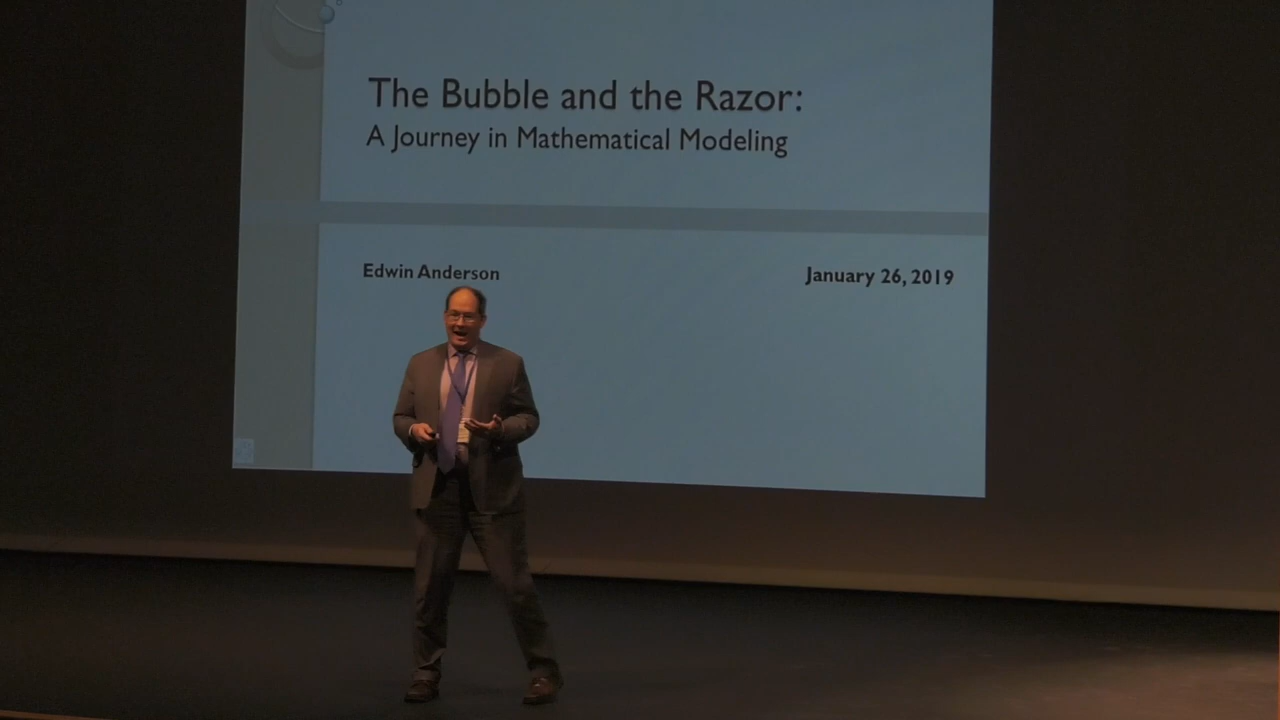 The Bubble and the Razor:
A Journey in Mathematical Modeling
Edwin Anderson
January 26, 2019